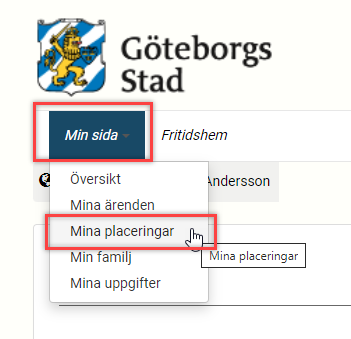 Göteborgs
Stad
Min sida
Fritidshem
Översikt
Andersson
Mina ärenden
Mina placeringar
Min familj
Mina placeringar
Mina uppgifter